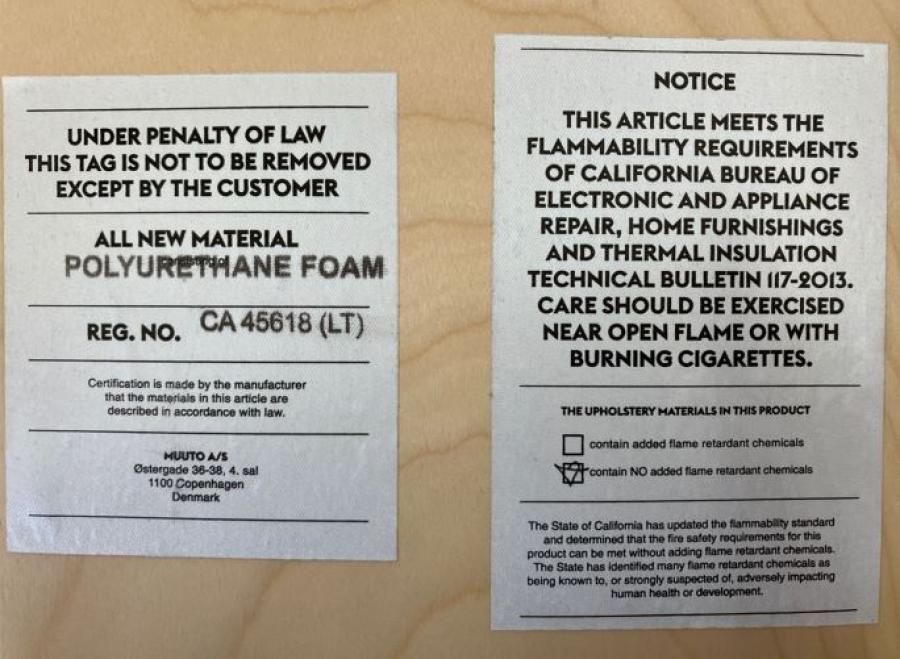 UNDER PENALTY OF LAW
THIS TAG IS NOT TO BE REMOVED
EXCEPT BY THE CUSTOMER
ALL NEW MATERIAL
consisting of
POLYURETHANE FOAM
REG. NO. CA 45618 (LT)
Certification is made by the manufacturer
that the materials in this article are
described in accordance with law.
MUUTO A/S
Østergade 36-38, 4. sal
1100 Copenhagen
Denmark
NOTICE
THIS ARTICLE MEETS THE
FLAMMABILITY REQUIREMENTS
OF CALIFORNIA BUREAU OF
ELECTRONIC AND APPLIANCE
REPAIR, HOME FURNISHINGS
AND THERMAL INSULATION
TECHNICAL BULLETIN 117-2013.
CARE SHOULD BE EXERCISED
NEAR OPEN FLAME OR WITH
BURNING CIGARETTES.
THE UPHOLSTERY MATERIALS IN THIS PRODUCT
contain added flame retardant chemicals
contain NO added flame retardant chemicals
The State of California has updated the flammability standard
and determined that the fire safety requirements for this
product can be met without adding flame retardant chemicals.
The State has identified many flame retardant chemicals as
being known to, or strongly suspected of, adversely impacting
human health or development.